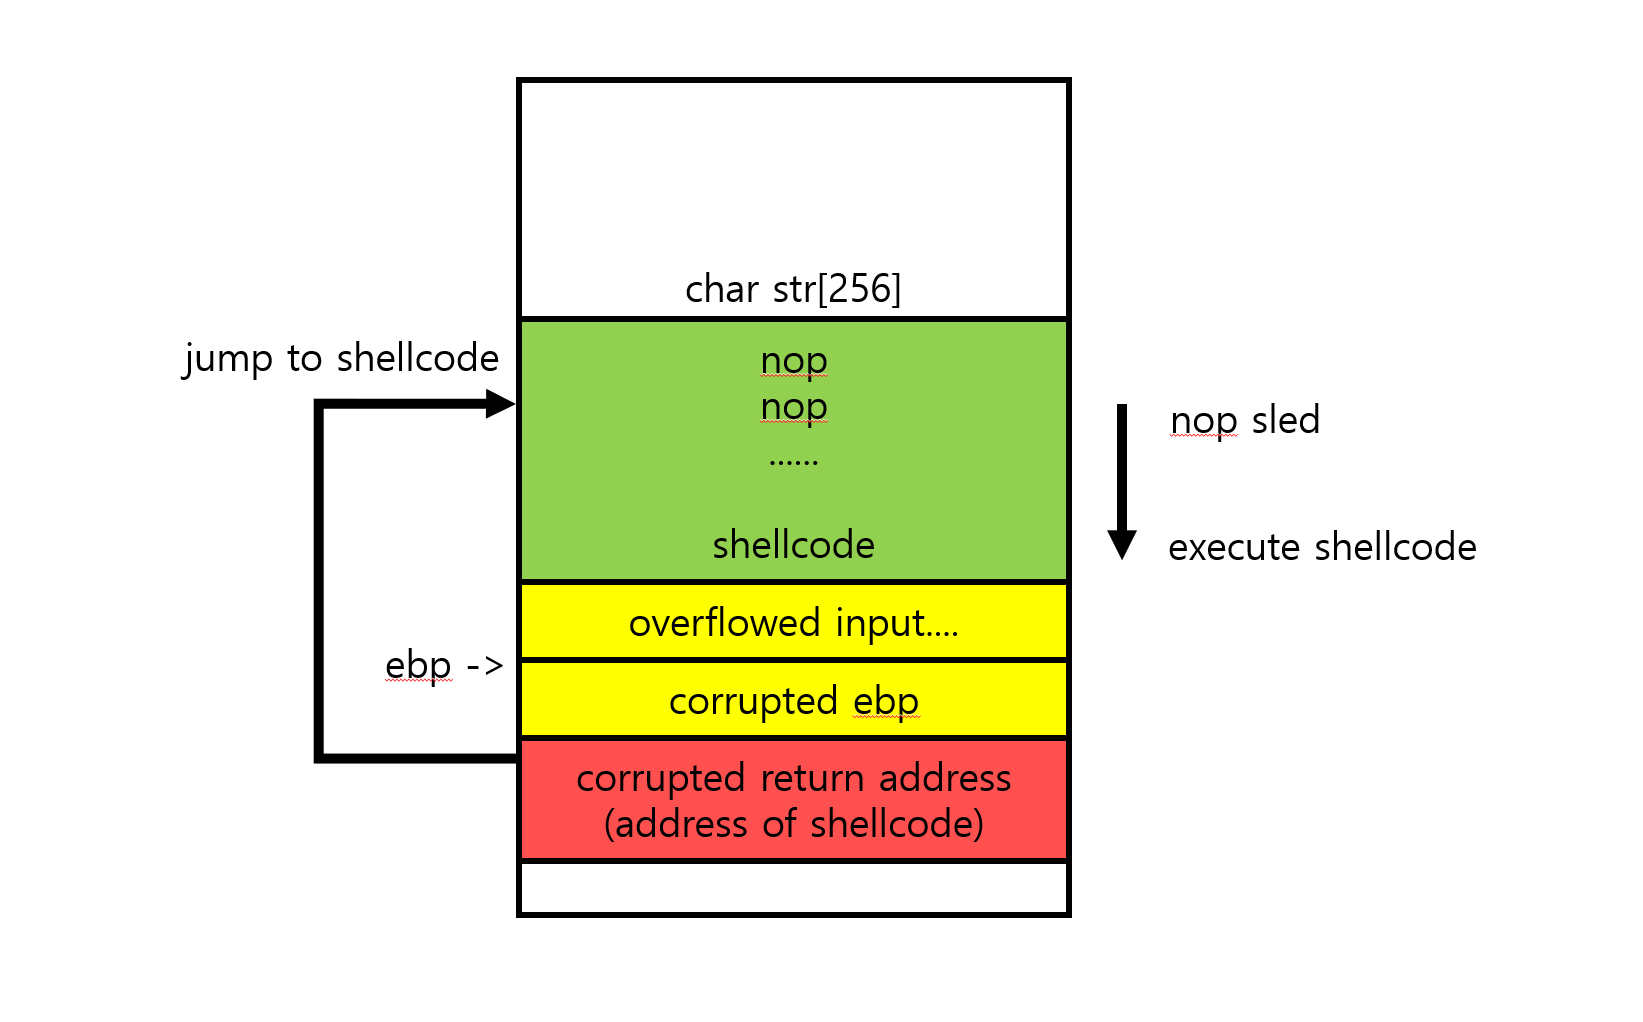 char str[256]
jump to shellcode
nop
nop
......
nop sled
shellcode
execute shellcode
overflowed input....
ebp ->
corrupted ebp
corrupted return address
(address of shellcode)